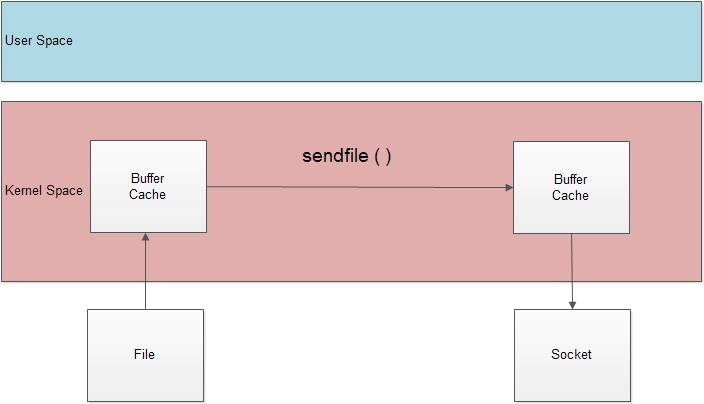 User Space
sendfile ( )
Buffer
Cache
Buffer
Cache
Kernel Space
File
Socket